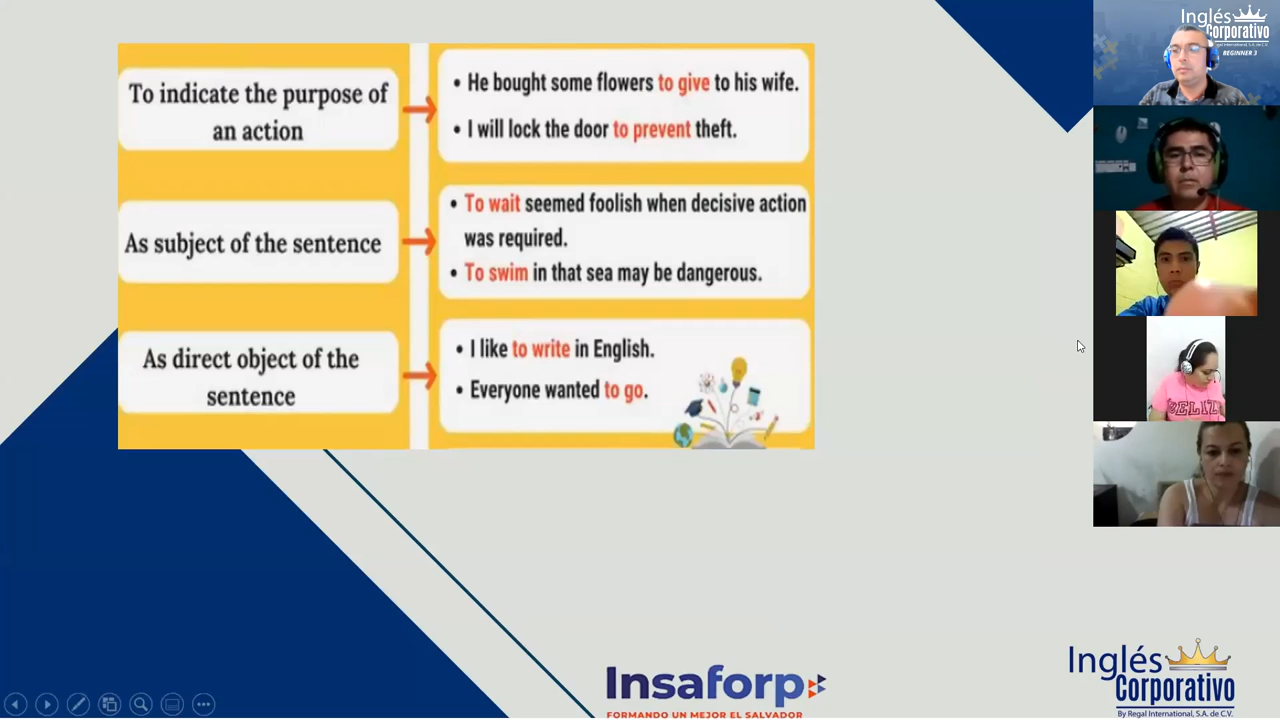 To indicate the purpose of
an action
• He bought some flowers to give to his wife.
• I will lock the door to prevent theft.
As subject of the sentence
• To wait seemed foolish when decisive action
was required.
• To swim in that sea may be dangerous.
As direct object of the
sentence
• I like to write in English.
• Everyone wanted to go.
Inglés
Corporativo
BEGINNER 3
BELIZ
Insaforp
FORMANDO UN MEJOR EL SALVADOR
Inglés
Corporativo
By Regal International, S.A. de C.V.